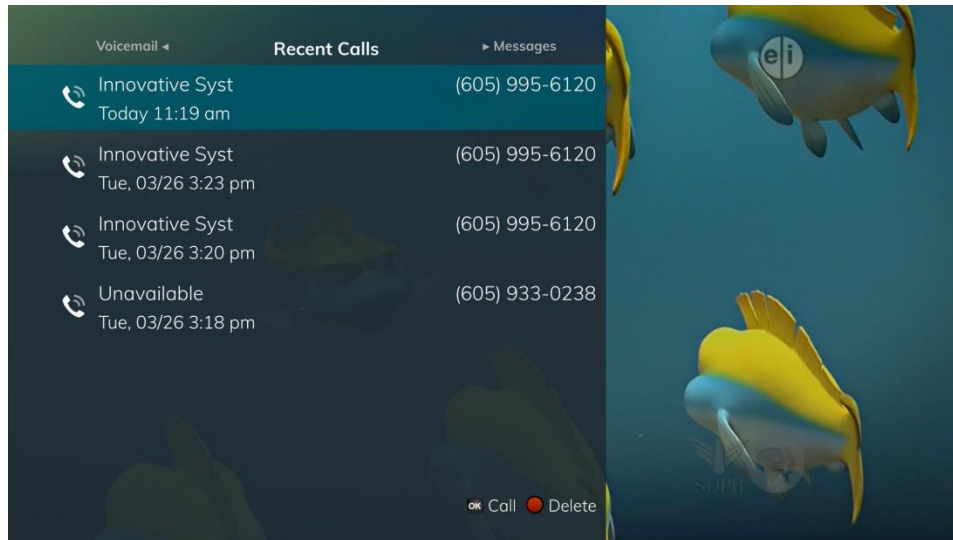 Voicemail ◂ Recent Calls ▸ Messages
Innovative Syst (605) 995-6120
Today 11:19 am
Innovative Syst (605) 995-6120
Tue, 03/26 3:23 pm
Innovative Syst (605) 995-6120
Tue, 03/26 3:20 pm
Unavailable (605) 933-0238
Tue, 03/26 3:18 pm
OK Call Delete
e/i
SDPB